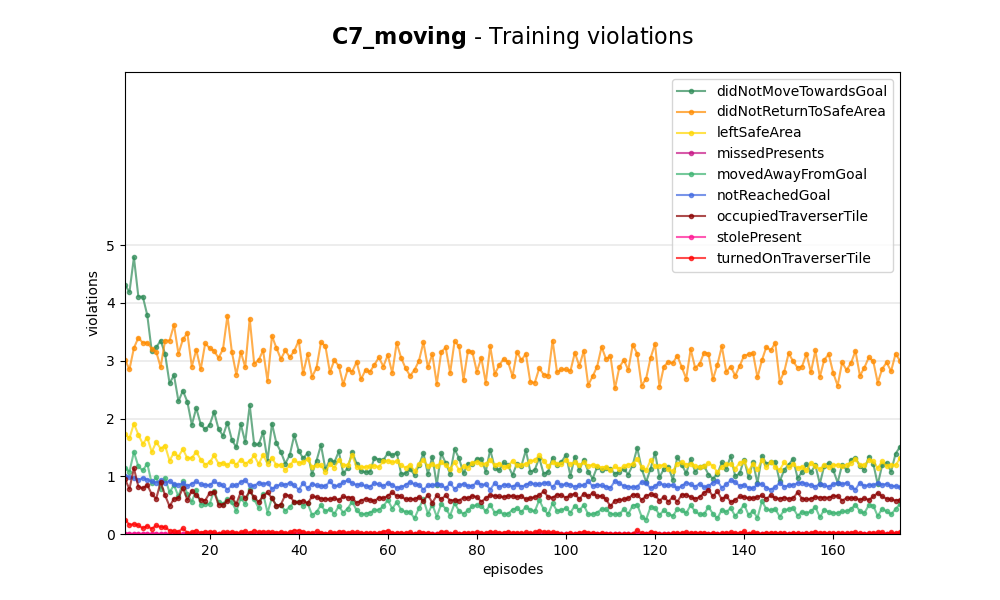 C7_moving - Training violations
didNotMoveTowardsGoal
didNotReturnToSafeArea
leftSafeArea
missedPresents
movedAwayFromGoal
notReachedGoal
occupiedTraverserTile
stolePresent
turnedOnTraverserTile
violations
5
4
3
2
1
0
20 40 60 80 100 120 140 160
episodes